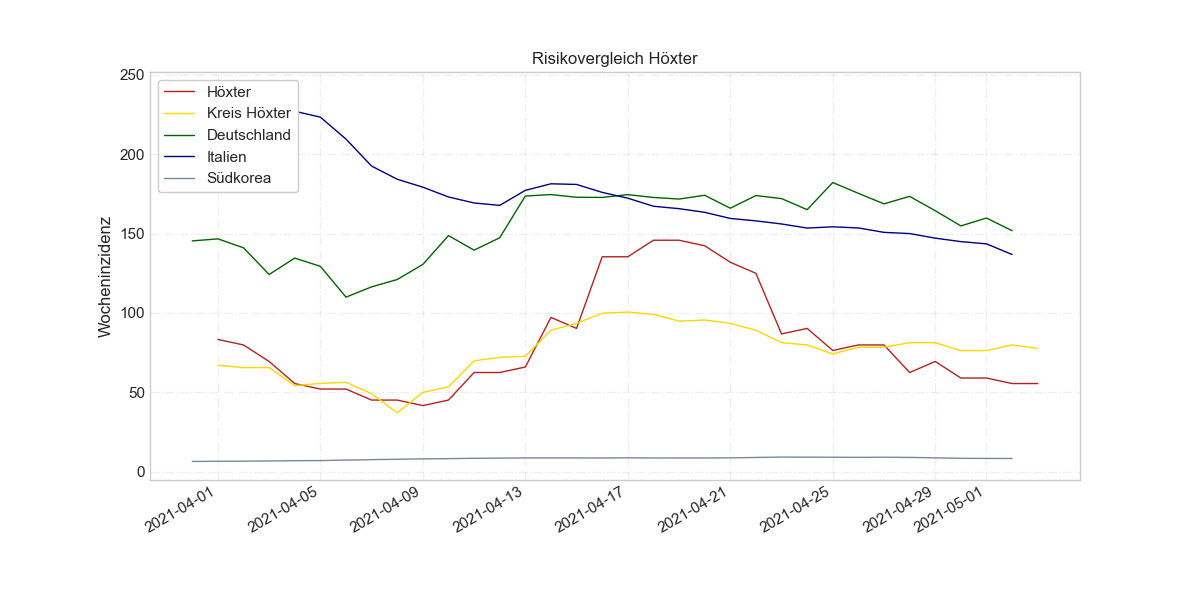 Risikovergleich Höxter
Wocheninzidenz
250
200
150
100
50
0
Höxter
Kreis Höxter
Deutschland
Italien
Südkorea
2021-04-01
2021-04-05
2021-04-09
2021-04-13
2021-04-17
2021-04-21
2021-04-25
2021-04-29
2021-05-01